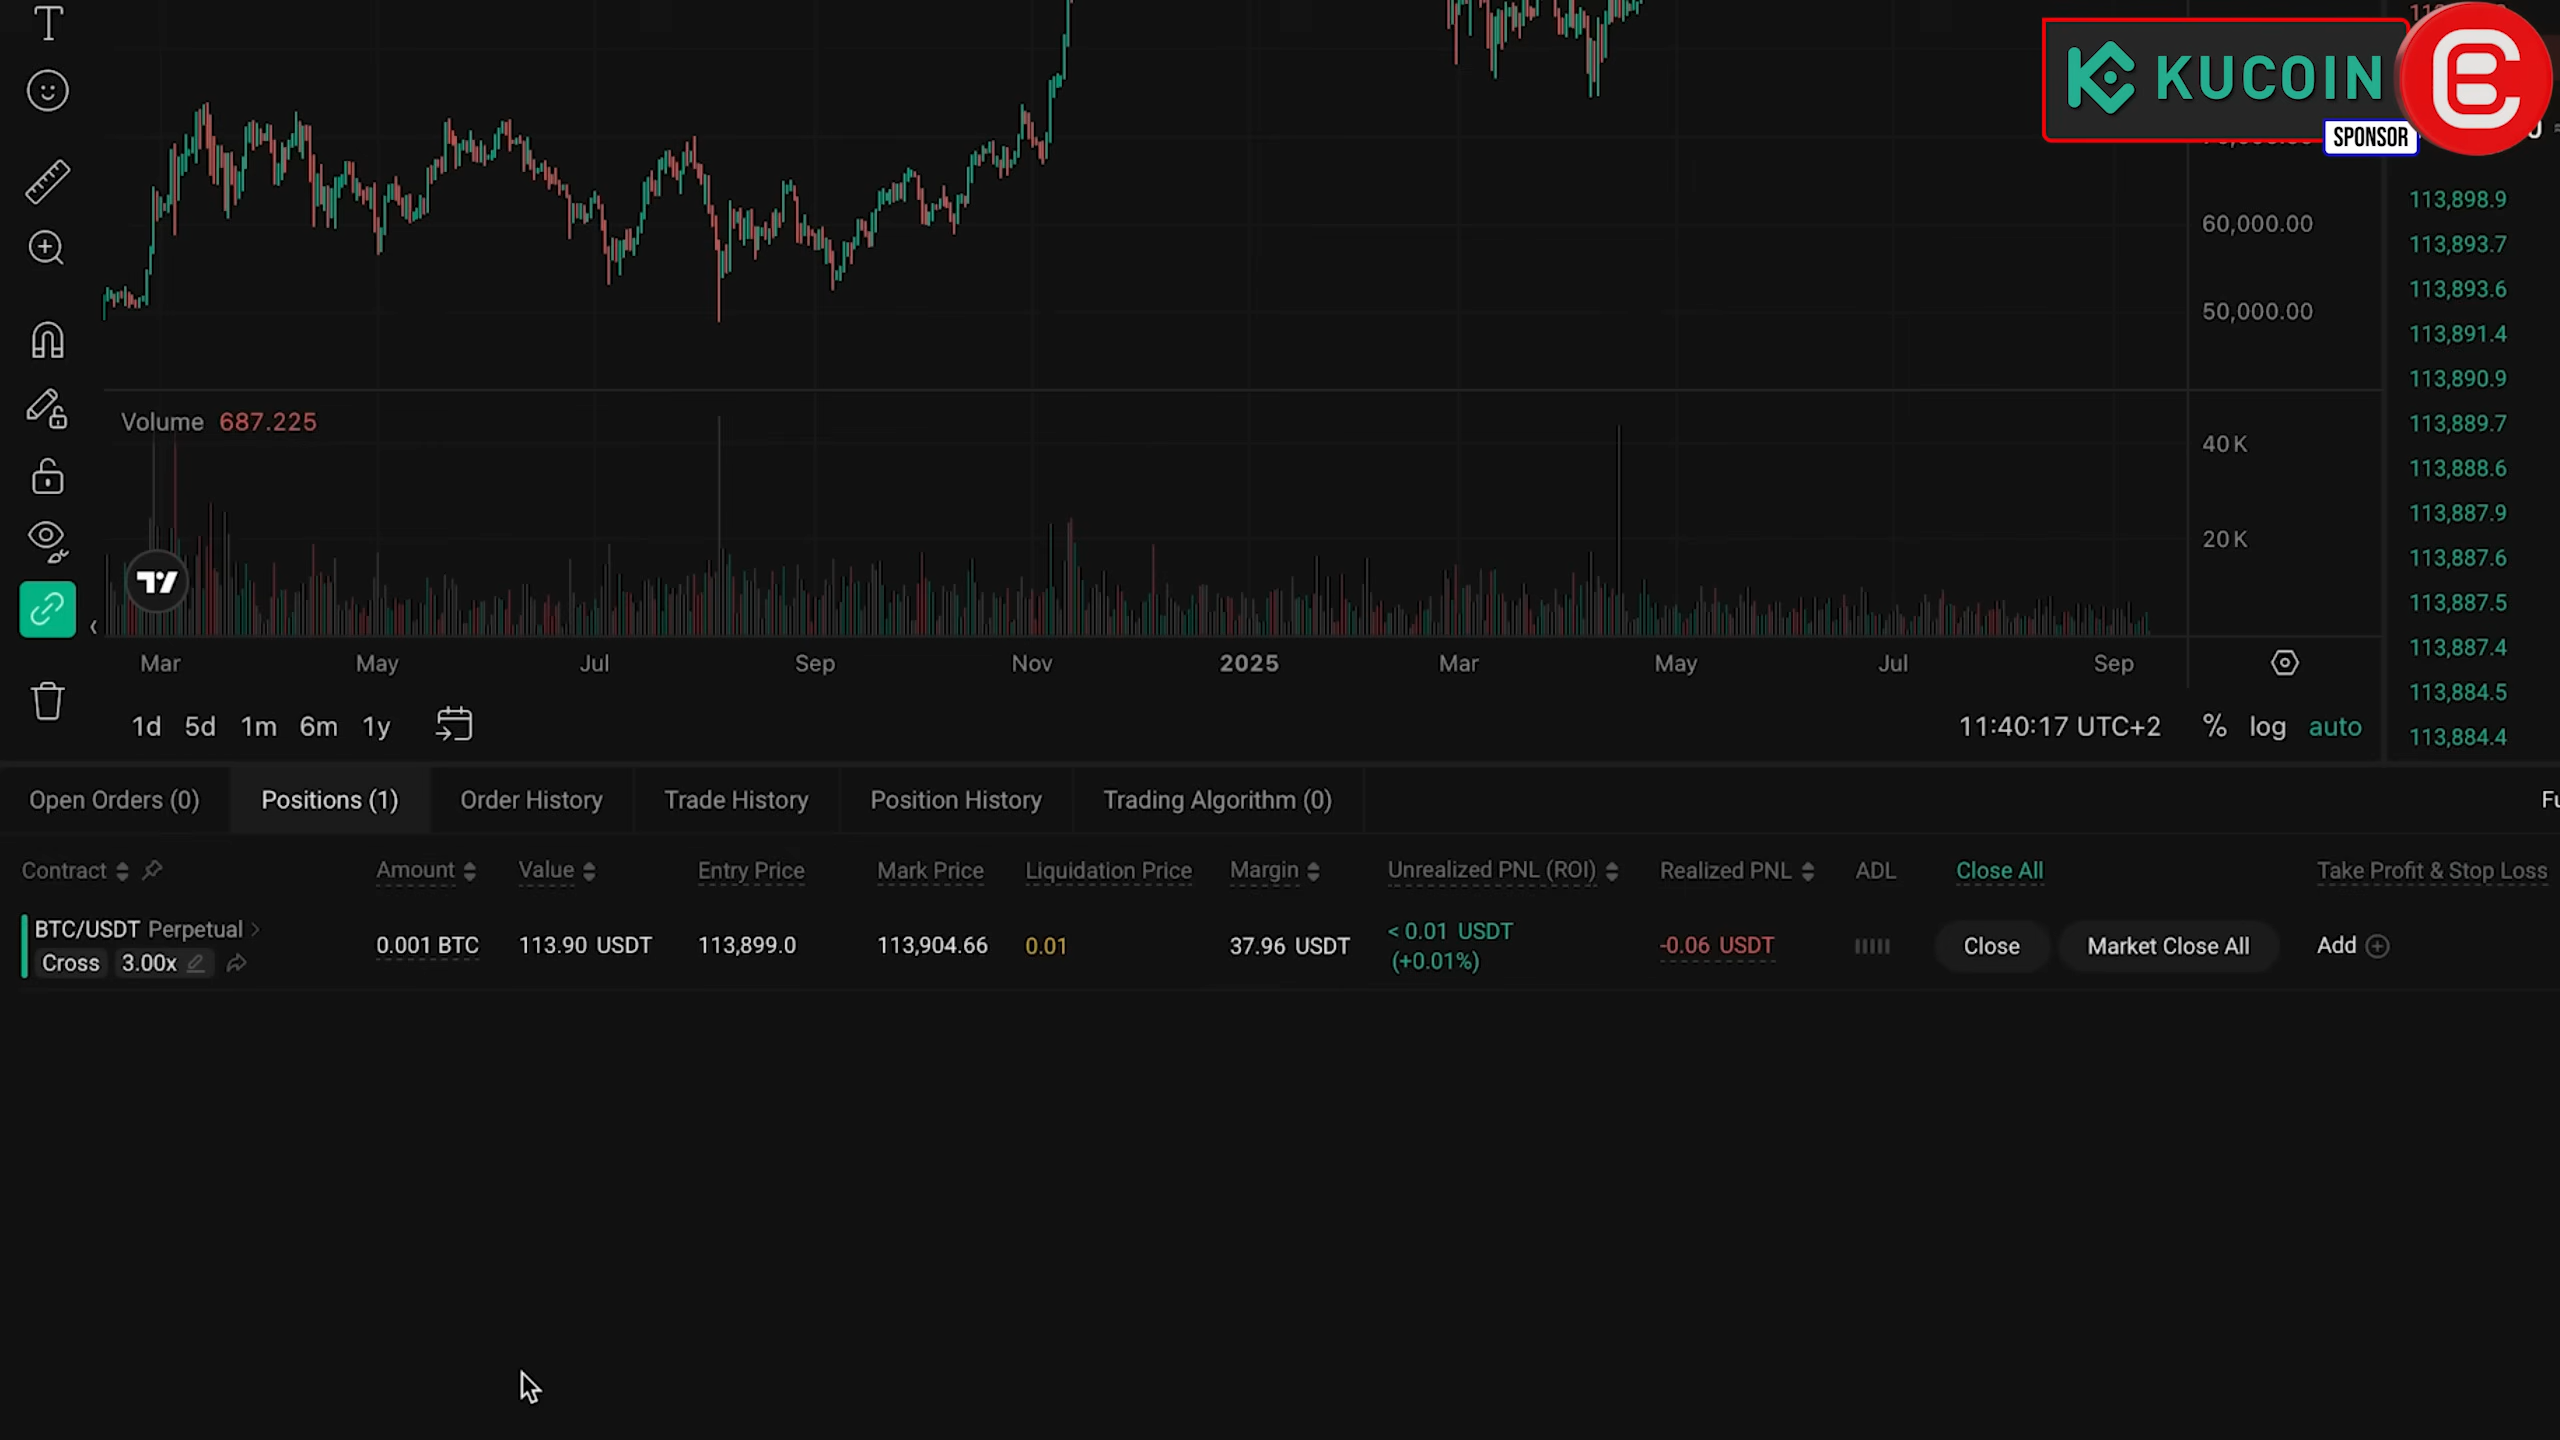 KUCOIN
SPONSOR
60,000.00
50,000.00
113,898.9
113,893.7
113,893.6
113,891.4
113,890.9
113,889.7
113,888.6
113,887.9
113,887.6
113,887.5
113,887.4
113,884.5
113,884.4
Volume 687.225
40K
20K
Mar May Jul Sep Nov 2025 Mar May Jul Sep
1d 5d 1m 6m 1y
11:40:17 UTC+2 % log auto
Open Orders (0) Positions (1) Order History Trade History Position History Trading Algorithm (0)
Contract Amount Value Entry Price Mark Price Liquidation Price Margin Unrealized PNL (ROI) Realized PNL ADL Close All Take Profit & Stop Loss
BTC/USDT Perpetual
Cross 3.00x
0.001 BTC 113.90 USDT 113,899.0 113,904.66 0.01 37.96 USDT
< 0.01 USDT
(+0.01%)
-0.06 USDT
Close Market Close All Add